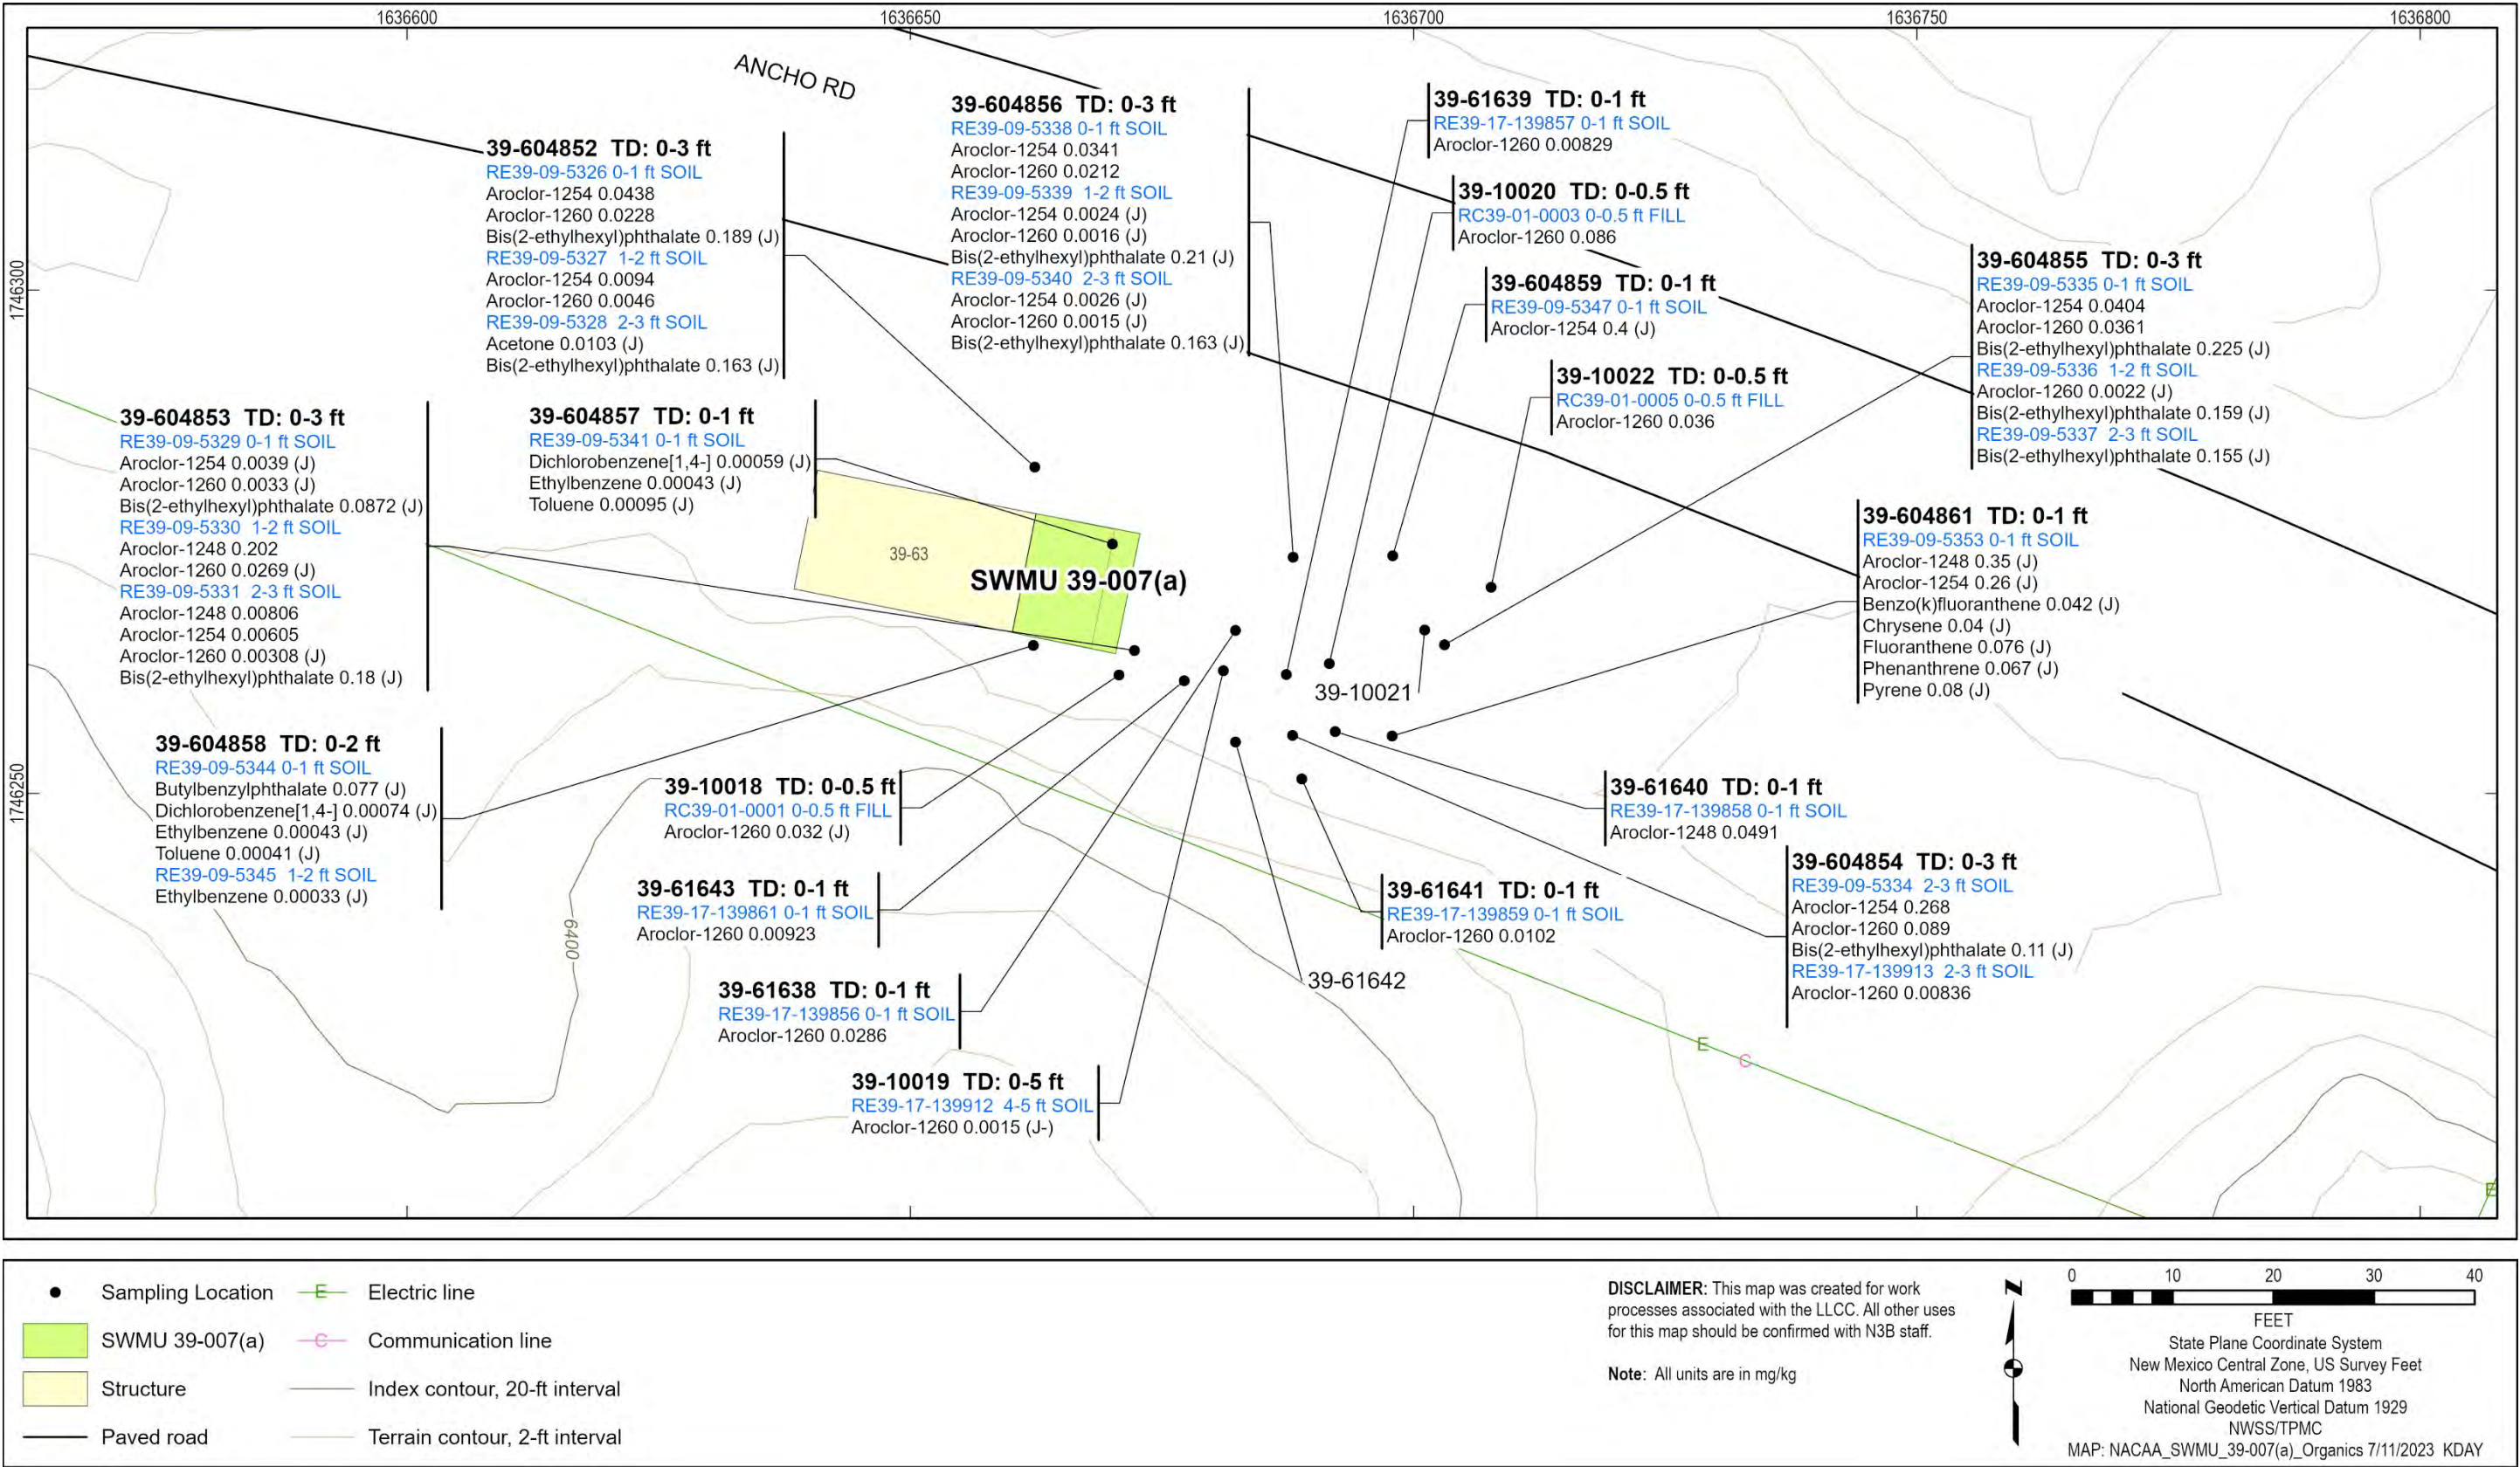 1636600
1636650
1636700
1636750
1636800
1746300
1746250
ANCHO RD
39-604852 TD: 0-3 ft
RE39-09-5326 0-1 ft SOIL
Aroclor-1254 0.0438
Aroclor-1260 0.0228
Bis(2-ethylhexyl)phthalate 0.189 (J)
RE39-09-5327 1-2 ft SOIL
Aroclor-1254 0.0094
Aroclor-1260 0.0046
RE39-09-5328 2-3 ft SOIL
Acetone 0.0103 (J)
Bis(2-ethylhexyl)phthalate 0.163 (J)
39-604856 TD: 0-3 ft
RE39-09-5338 0-1 ft SOIL
Aroclor-1254 0.0341
Aroclor-1260 0.0212
RE39-09-5339 1-2 ft SOIL
Aroclor-1254 0.0024 (J)
Aroclor-1260 0.0016 (J)
Bis(2-ethylhexyl)phthalate 0.21 (J)
RE39-09-5340 2-3 ft SOIL
Aroclor-1254 0.0026 (J)
Aroclor-1260 0.0015 (J)
Bis(2-ethylhexyl)phthalate 0.163 (J)
39-61639 TD: 0-1 ft
RE39-17-139857 0-1 ft SOIL
Aroclor-1260 0.00829
39-10020 TD: 0-0.5 ft
RC39-01-0003 0-0.5 ft FILL
Aroclor-1260 0.086
39-604859 TD: 0-1 ft
RE39-09-5347 0-1 ft SOIL
Aroclor-1254 0.4 (J)
39-10022 TD: 0-0.5 ft
RC39-01-0005 0-0.5 ft FILL
Aroclor-1260 0.036
39-604855 TD: 0-3 ft
RE39-09-5335 0-1 ft SOIL
Aroclor-1254 0.0404
Aroclor-1260 0.0361
Bis(2-ethylhexyl)phthalate 0.225 (J)
RE39-09-5336 1-2 ft SOIL
Aroclor-1260 0.0022 (J)
Bis(2-ethylhexyl)phthalate 0.159 (J)
RE39-09-5337 2-3 ft SOIL
Bis(2-ethylhexyl)phthalate 0.155 (J)
39-604853 TD: 0-3 ft
RE39-09-5329 0-1 ft SOIL
Aroclor-1254 0.0039 (J)
Aroclor-1260 0.0033 (J)
Bis(2-ethylhexyl)phthalate 0.0872 (J)
RE39-09-5330 1-2 ft SOIL
Aroclor-1248 0.202
Aroclor-1260 0.0269 (J)
RE39-09-5331 2-3 ft SOIL
Aroclor-1248 0.00806
Aroclor-1254 0.00605
Aroclor-1260 0.00308 (J)
Bis(2-ethylhexyl)phthalate 0.18 (J)
39-604857 TD: 0-1 ft
RE39-09-5341 0-1 ft SOIL
Dichlorobenzene[1,4-] 0.00059 (J)
Ethylbenzene 0.00043 (J)
Toluene 0.00095 (J)
39-63
SWMU 39-007(a)
39-604861 TD: 0-1 ft
RE39-09-5353 0-1 ft SOIL
Aroclor-1248 0.35 (J)
Aroclor-1254 0.26 (J)
Benzo(k)fluoranthene 0.042 (J)
Chrysene 0.04 (J)
Fluoranthene 0.076 (J)
Phenanthrene 0.067 (J)
Pyrene 0.08 (J)
39-10021
39-604858 TD: 0-2 ft
RE39-09-5344 0-1 ft SOIL
Butylbenzylphthalate 0.077 (J)
Dichlorobenzene[1,4-] 0.00074 (J)
Ethylbenzene 0.00043 (J)
Toluene 0.00041 (J)
RE39-09-5345 1-2 ft SOIL
Ethylbenzene 0.00033 (J)
39-10018 TD: 0-0.5 ft
RC39-01-0001 0-0.5 ft FILL
Aroclor-1260 0.032 (J)
39-61640 TD: 0-1 ft
RE39-17-139858 0-1 ft SOIL
Aroclor-1248 0.0491
39-604854 TD: 0-3 ft
RE39-09-5334 2-3 ft SOIL
Aroclor-1254 0.268
Aroclor-1260 0.089
Bis(2-ethylhexyl)phthalate 0.11 (J)
RE39-17-139913 2-3 ft SOIL
Aroclor-1260 0.00836
39-61643 TD: 0-1 ft
RE39-17-139861 0-1 ft SOIL
Aroclor-1260 0.00923
39-61641 TD: 0-1 ft
RE39-17-139859 0-1 ft SOIL
Aroclor-1260 0.0102
6400
39-61642
39-61638 TD: 0-1 ft
RE39-17-139856 0-1 ft SOIL
Aroclor-1260 0.0286
39-10019 TD: 0-5 ft
RE39-17-139912 4-5 ft SOIL
Aroclor-1260 0.0015 (J-)
E
C
E
Sampling Location
SWMU 39-007(a)
Structure
Paved road
E
Electric line
C
Communication line
Index contour, 20-ft interval
Terrain contour, 2-ft interval
DISCLAIMER: This map was created for work
processes associated with the LLCC. All other uses
for this map should be confirmed with N3B staff.
Note: All units are in mg/kg
N
0 10 20 30 40
FEET
State Plane Coordinate System
New Mexico Central Zone, US Survey Feet
North American Datum 1983
National Geodetic Vertical Datum 1929
NWSS/TPMC
MAP: NACAA_SWMU_39-007(a)_Organics 7/11/2023 KDAY